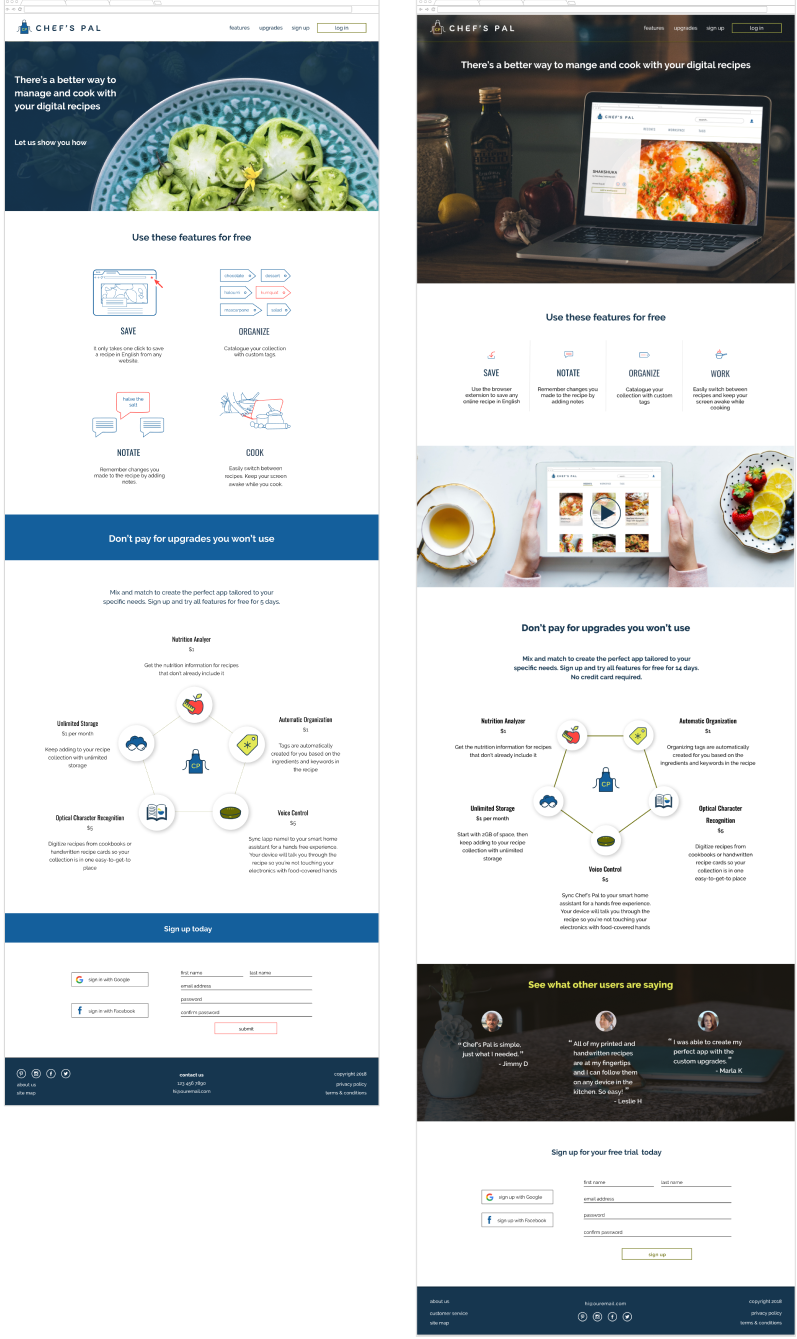 CHEF'S PAL
features upgrades sign up log in
There's a better way to
manage and cook with
your digital recipes
Let us show you how
Use these features for free
chocolate dessert
haloumi kumquat
mascarpone salad
SAVE
It only takes one click to save
a recipe in English from any
website.
ORGANIZE
Catalogue your collection
with custom tags.
halve the
salt
NOTATE
Remember changes you
made to the recipe by adding
notes.
COOK
Easily switch between
recipes. Keep your screen
awake while you cook
Don't pay for upgrades you won't use
Mix and match to create the perfect app tailored to your
specific needs. Sign up and try all features for free for 5 days.
Nutrition Analyer
$1
Get the nutrition information for recipes
that don't already include it
Unlimited Storage
$1 per month
Keep adding to your recipe
collection with unlimited
storage
Automatic Organization
$1
Tags are automatically
created for you based on the
ingredients and keywords in
the recipe
CP
Optical Character Recognition
$5
Digitize recipes from cookbooks or
handwritten recipe cards so your
collection is in one easy-to-get-to
place
Voice Control
$5
Sync [app name] to your smart home
assistant for a hands free experience.
Your device will talk you through the
recipe so you're not touching your
electronics with food-covered hands
Sign up today
sign in with Google
sign in with Facebook
first name last name
email address
password
confirm password
submit
about us
site map
contact us
123 456 7890
hi@ouremail.com
copyright 2018
privacy policy
terms & conditions
CHEF'S PAL
features upgrades sign up log in
There's a better way to mange and cook with your digital recipes
CHEF'S PAL
SHAKSHUKA
Use these features for free
SAVE
Use the browser
extension to save any
online recipe in English
NOTATE
Remember changes you
made to the recipe by
adding notes
ORGANIZE
Catalogue your
collection with custom
tags
WORK
Easily switch between
recipes and keep your
screen awake while
cooking
CHEF'S PAL
Don't pay for upgrades you won't use
Mix and match to create the perfect app tailored to your
specific needs. Sign up and try all features for free for 14 days.
No credit card required.
Nutrition Analyzer
$1
Get the nutrition information for recipes
that don't already include it
Automatic Organization
$1
Organizing tags are automatically
created for you based on the
ingredients and keywords in the recipe
CP
Unlimited Storage
$1 per month
Start with 2GB of space, then
keep adding to your recipe
collection with unlimited
storage
Optical Character
Recognition
$5
Digitize recipes from
cookbooks or handwritten
recipe cards so your
collection is in one
easy-to-get-to place
Voice Control
$5
Sync Chef's Pal to your smart home
assistant for a hands free experience.
Your device will talk you through the
recipe so you're not touching your
electronics with food-covered hands
See what other users are saying
“Chef's Pal is simple,
just what I needed.”
- Jimmy D
“All of my printed and
handwritten recipes
are at my fingertips
and I can follow them
on any device in the
kitchen. So easy!”
- Leslie H
“I was able to create my
perfect app with the
custom upgrades.”
- Marla K
Sign up for your free trial today
sign up with Google
sign up with Facebook
first name last name
email address
password
confirm password
sign up
about us
customer service
site map
hi@ouremail.com
copyright 2018
privacy policy
terms & conditions